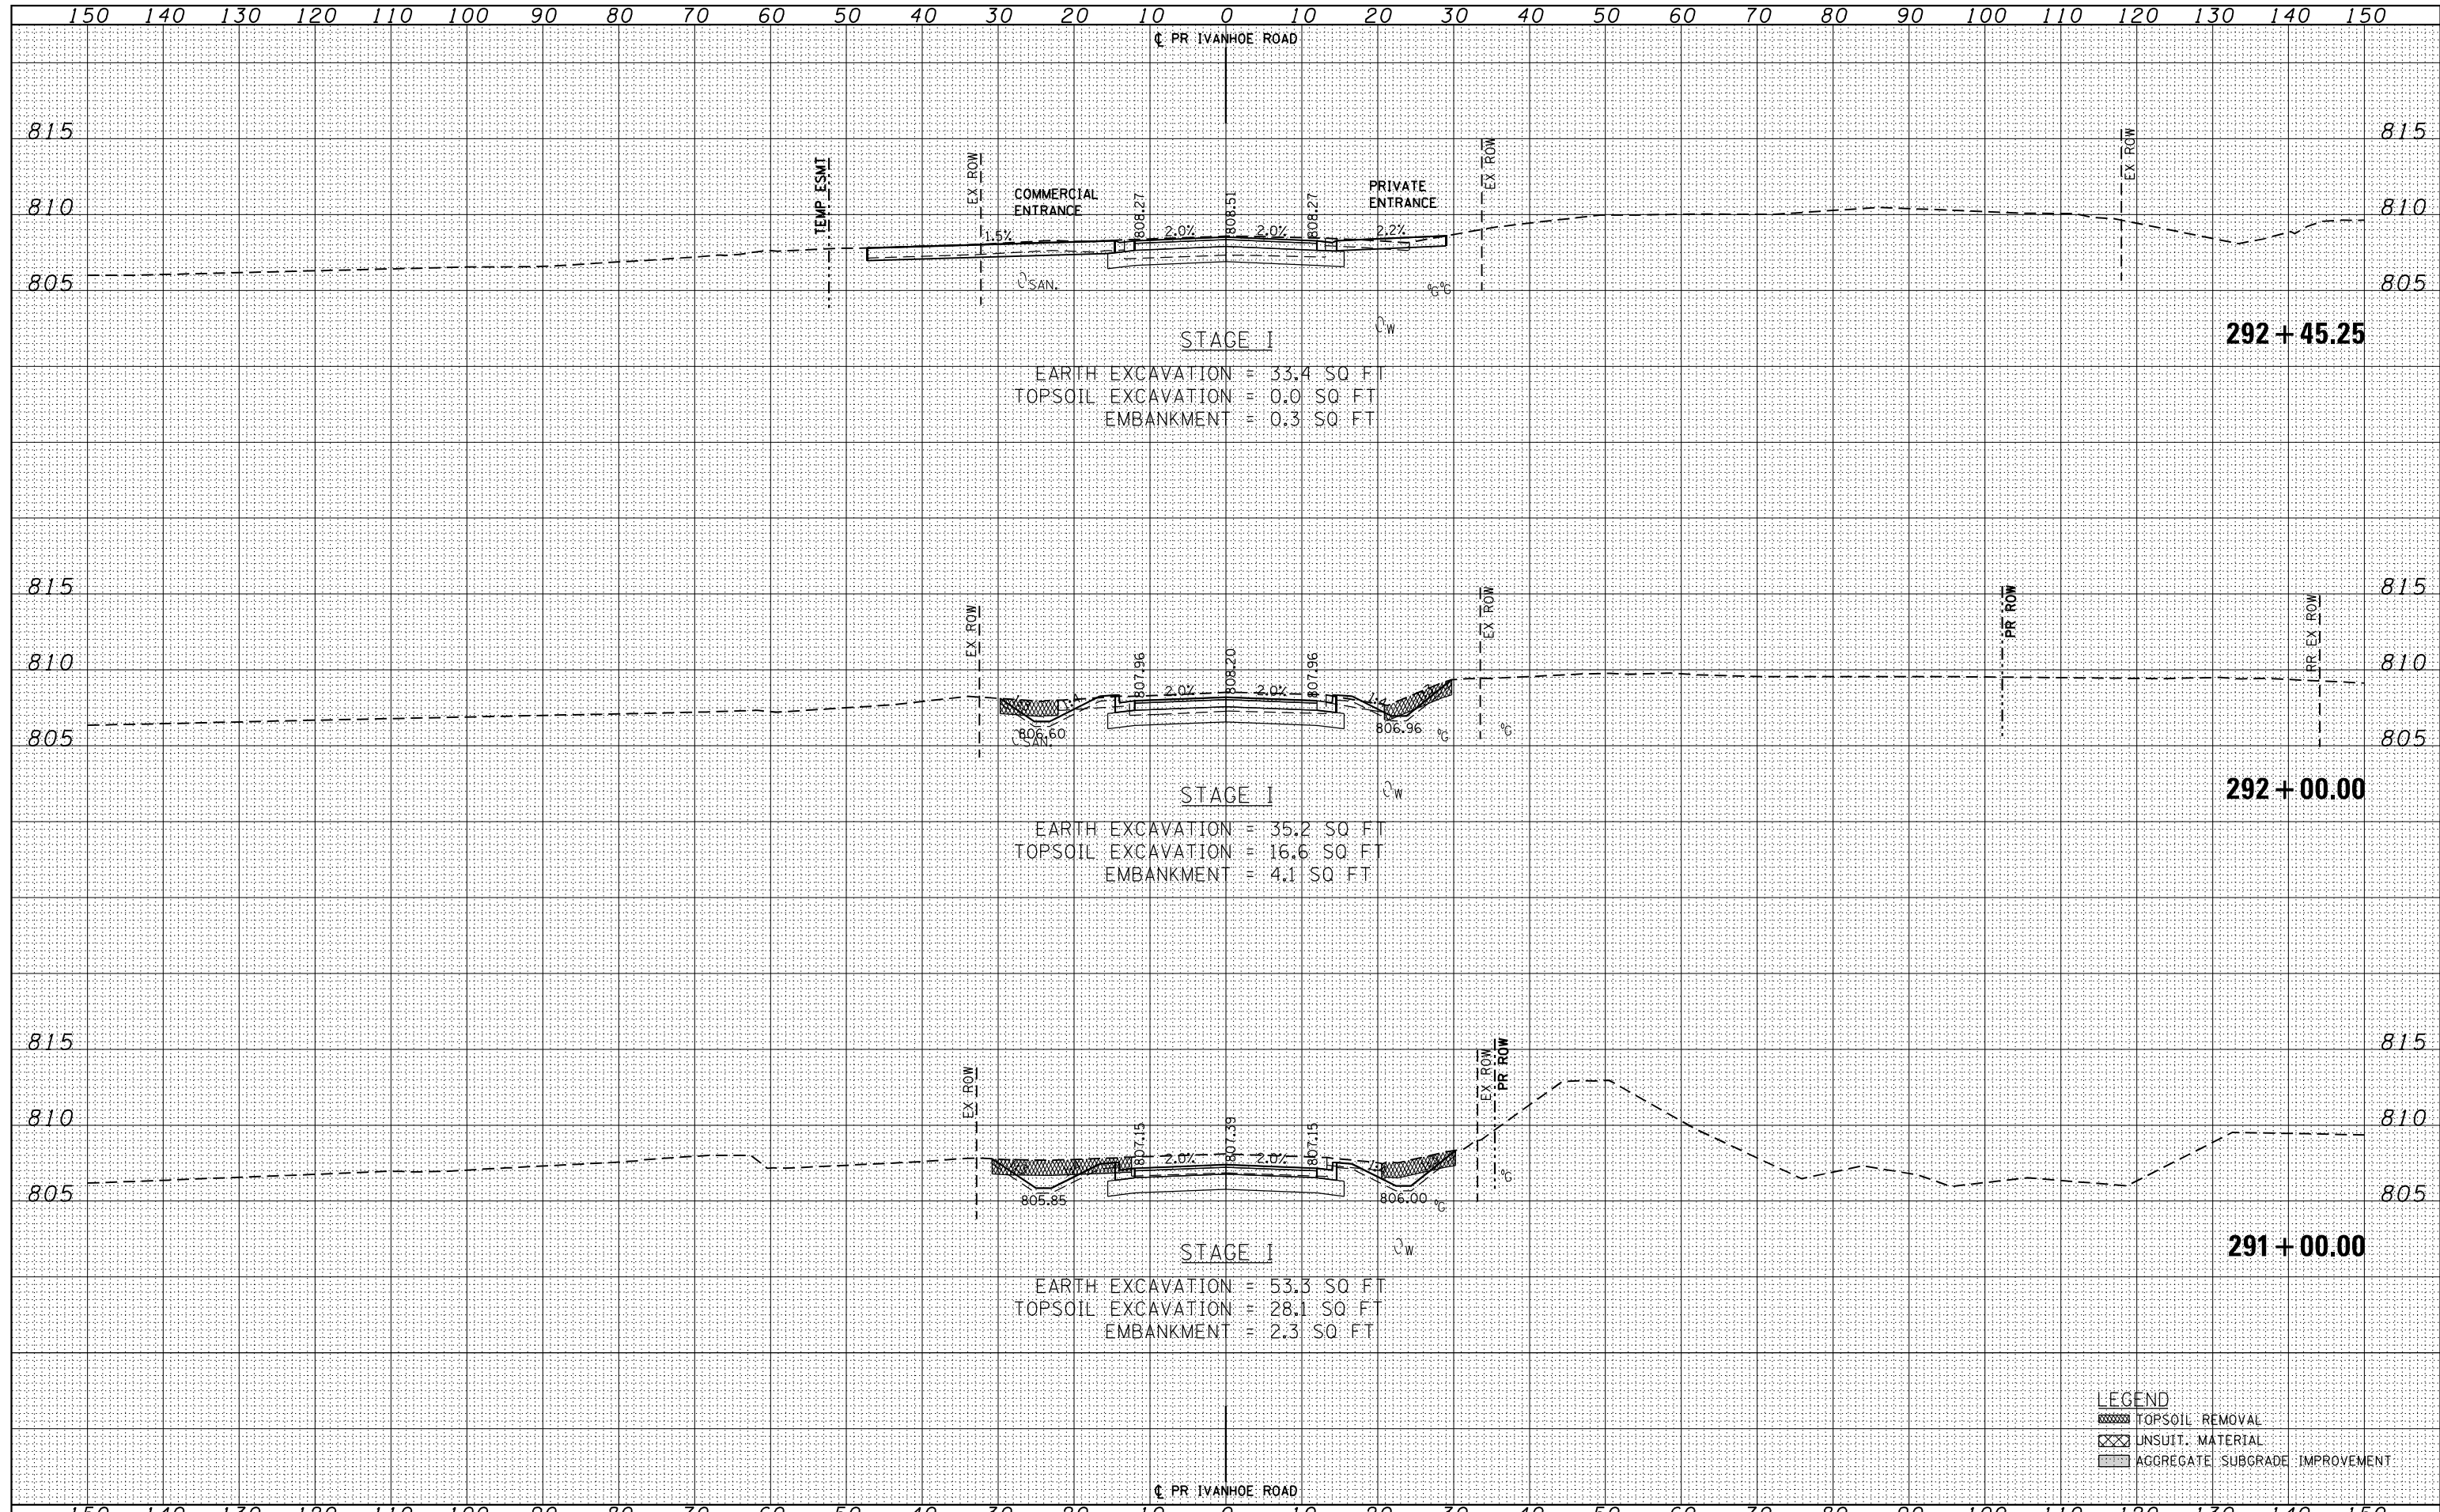 150 140 130 120 110 100 90 80 70 60 50 40 30 20 10 0 10 20 30 40 50 60 70 80 90 100 110 120 130 140 150
℄ PR IVANHOE ROAD
815 815
TEMP ESMT
EX ROW
EX ROW
EX ROW
COMMERCIAL
ENTRANCE
PRIVATE
ENTRANCE
808.27
808.51
808.27
810 810
1.5% 2.0% 2.0% 2.2%
805 805
SAN.
G G
W
292+45.25
STAGE I
EARTH EXCAVATION = 33.4 SQ FT
TOPSOIL EXCAVATION = 0.0 SQ FT
EMBANKMENT = 0.3 SQ FT
815 815
EX ROW
EX ROW
PR ROW
RR EX ROW
810 810
807.96
808.20
807.96
2.0% 2.0%
806.60 806.96
SAN.
G G
805 805
W
292+00.00
STAGE I
EARTH EXCAVATION = 35.2 SQ FT
TOPSOIL EXCAVATION = 16.6 SQ FT
EMBANKMENT = 4.1 SQ FT
815 815
EX ROW
EX ROW
PR ROW
810 810
807.15
807.39
807.15
2.0% 2.0%
G
805 805
805.85 806.00
G
W
291+00.00
STAGE I
EARTH EXCAVATION = 53.3 SQ FT
TOPSOIL EXCAVATION = 28.1 SQ FT
EMBANKMENT = 2.3 SQ FT
LEGEND
TOPSOIL REMOVAL
UNSUIT. MATERIAL
AGGREGATE SUBGRADE IMPROVEMENT
℄ PR IVANHOE ROAD
150 140 130 120 110 100 90 80 70 60 50 40 30 20 10 0 10 20 30 40 50 60 70 80 90 100 110 120 130 140 150